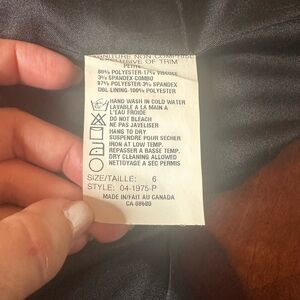 GARNITURE NON COMPRISE
EXCLUSIVE OF TRIM
80% POLYESTER-17% VISCOSE
3% SPANDEX COMBO
97% POLYESTER-3% SPANDEX
DBL.LINING-100% POLYESTER
HAND WASH IN COLD WATER
LAVABLE A LA MAIN A
L'EAU FROIDE
DO NOT BLEACH
NE PAS JAVELISER
HANG TO DRY
SUSPENDRE POUR SECHER
IRON AT LOW TEMP.
REPASSER A BASSE TEMP.
DRY CLEANING ALLOWED
NETTOYAGE A SEC PERMIS
SIZE/TAILLE: 6
STYLE: 04-1975-P
MADE IN/FAIT AU CANADA
CA